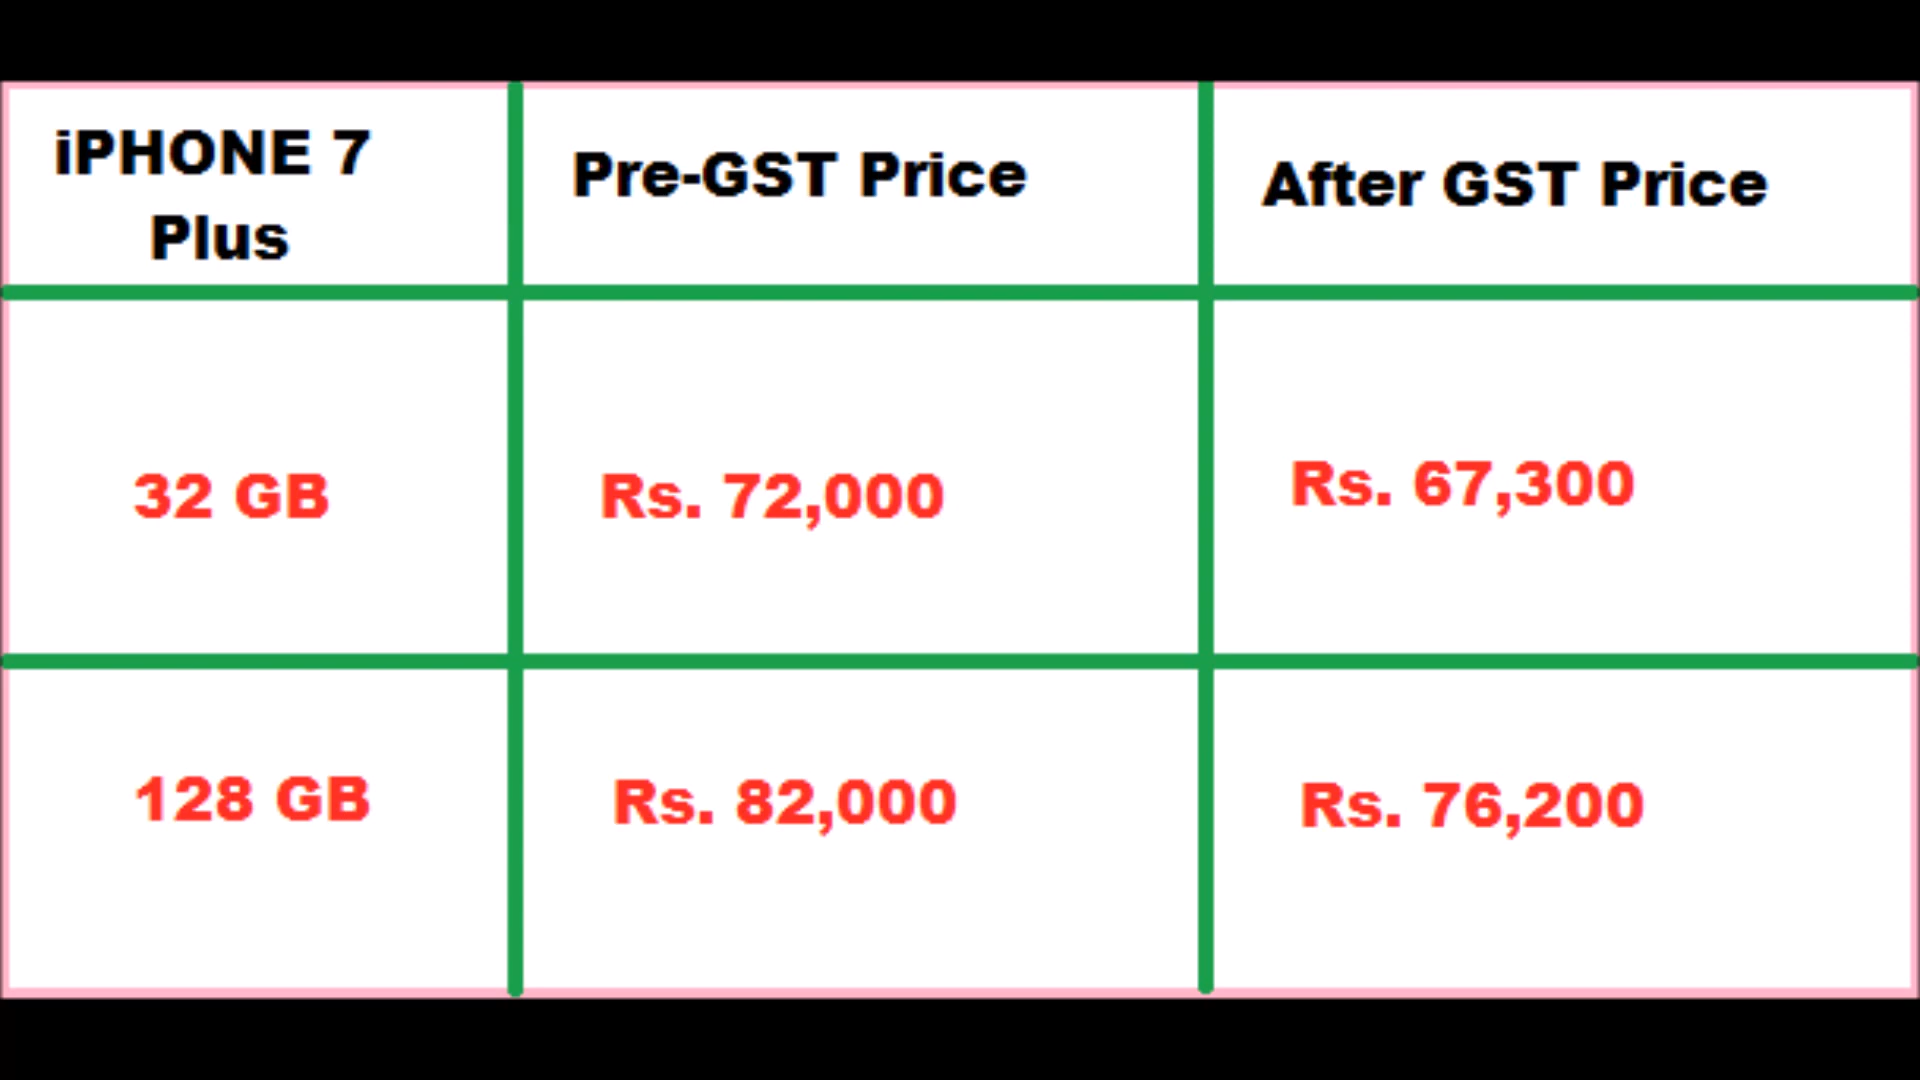 iPHONE 7
Plus
Pre-GST Price
After GST Price
32 GB
Rs. 72,000
Rs. 67,300
128 GB
Rs. 82,000
Rs. 76,200